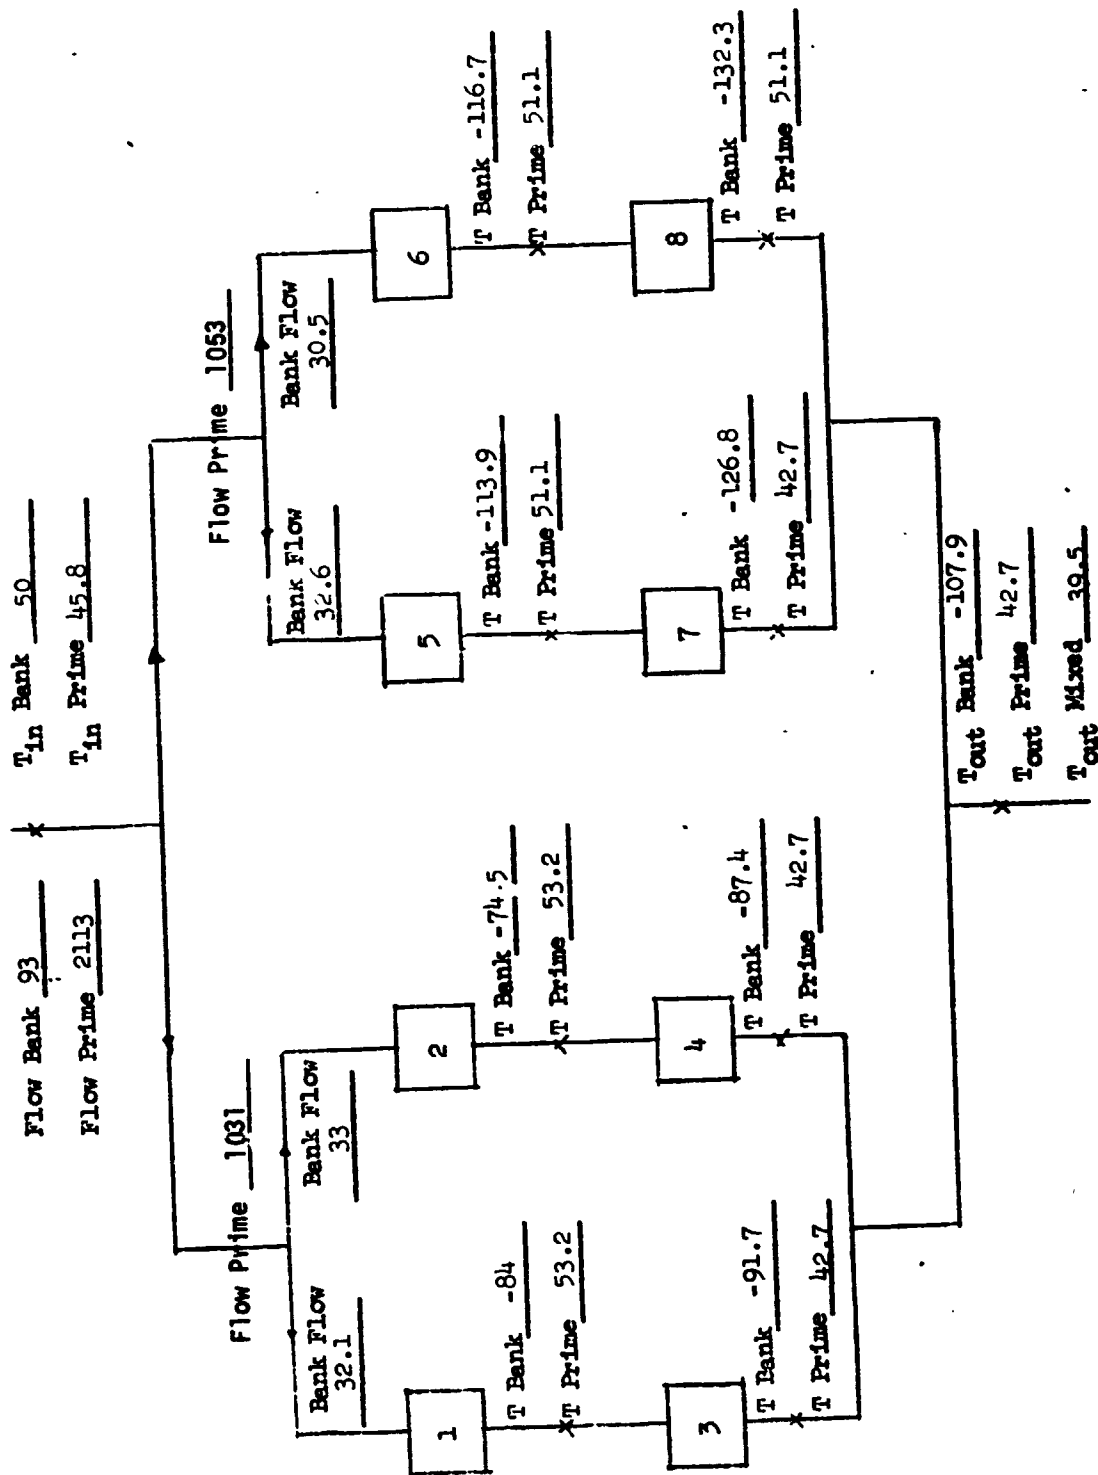 Flow Bank 93
Flow Prime 2113
Tin Bank 50
Tin Prime 45.8
Flow Prime 1031
Flow Prime 1053
Bank Flow
32.1
Bank Flow
33
Bank Flow
32.6
Bank Flow
30.5
1
2
5
6
T Bank -84
T Prime 53.2
T Bank -74.5
T Prime 53.2
T Bank -113.9
T Prime 51.1
T Bank -116.7
T Prime 51.1
3
4
7
8
T Bank -91.7
T Prime 42.7
T Bank -87.4
T Prime 42.7
T Bank -126.8
T Prime 42.7
T Bank -132.3
T Prime 51.1
Tout Bank -107.9
Tout Prime 42.7
Tout Mixed 39.5